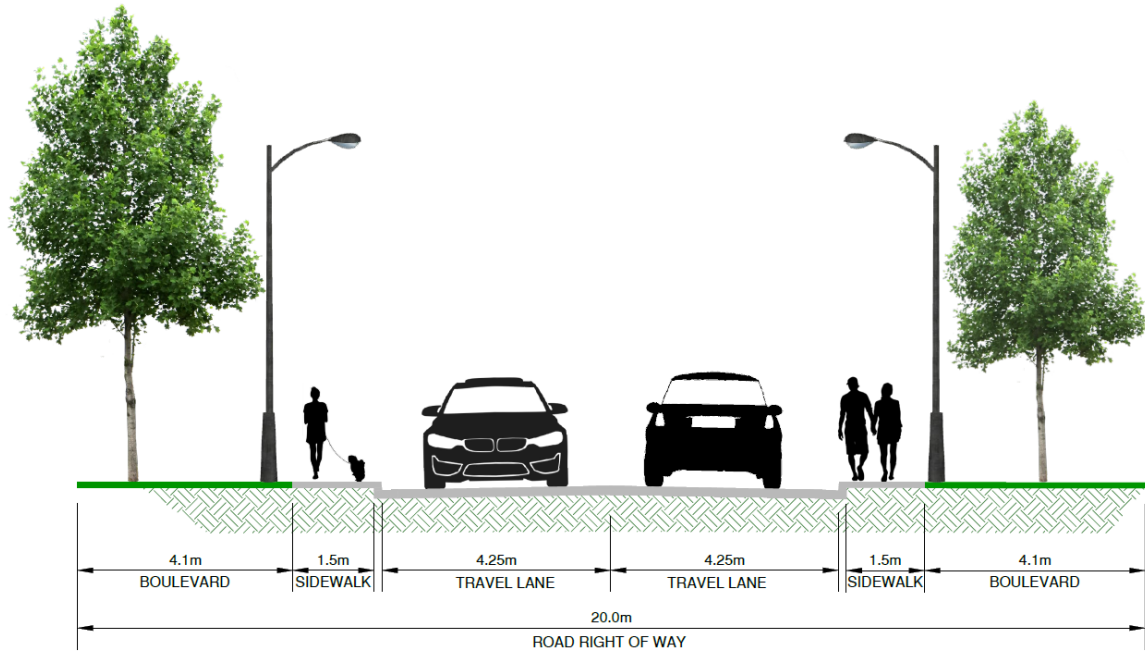 4.1m 1.5m 4.25m 4.25m 1.5m 4.1m
BOULEVARD SIDEWALK TRAVEL LANE TRAVEL LANE SIDEWALK BOULEVARD
20.0m
ROAD RIGHT OF WAY